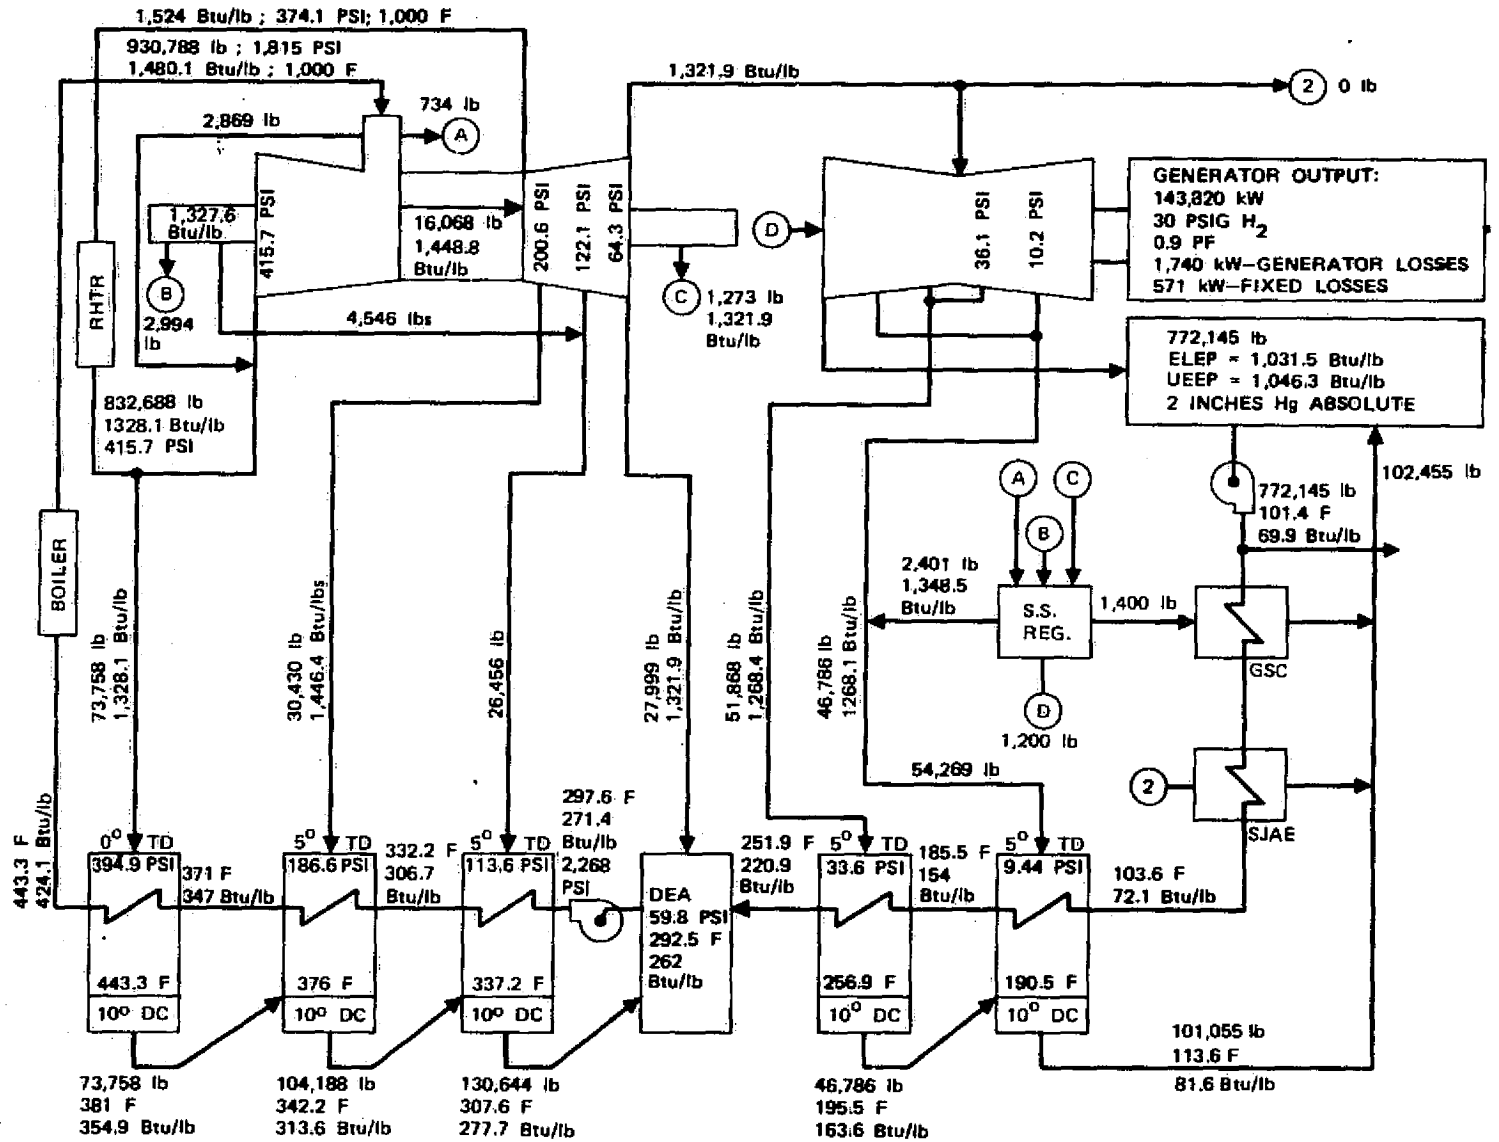 1,524 Btu/lb ; 374.1 PSI; 1,000 F
930,788 lb ; 1,815 PSI
1,480.1 Btu/lb ; 1,000 F
1,321.9 Btu/lb
2
0 lb
734 lb
A
2,869 lb
1,327.6
Btu/lb
415.7 PSI
16,068 lb
1,448.8
Btu/lb
200.6 PSI
122.1 PSI
64.3 PSI
D
36.1 PSI
10.2 PSI
GENERATOR OUTPUT:
143,820 kW
30 PSIG H2
0.9 PF
1,740 kW-GENERATOR LOSSES
571 kW-FIXED LOSSES
RHTR
B
2,994
lb
4,546 lbs
C
1,273 lb
1,321.9
Btu/lb
772,145 lb
ELEP = 1,031.5 Btu/lb
UEEP = 1,046.3 Btu/lb
2 INCHES Hg ABSOLUTE
832,688 lb
1328.1 Btu/lb
415.7 PSI
102,455 lb
A
C
B
772,145 lb
101.4 F
69.9 Btu/lb
BOILER
2,401 lb
1,348.5
Btu/lb
S.S.
REG.
1,400 lb
GSC
D
1,200 lb
73,758 lb
1,328.1 Btu/lb
30,430 lb
1,446.4 Btu/lbs
26,456 lb
27,999 lb
1,321.9 Btu/lb
51,868 lb
1,268.4 Btu/lb
46,786 lb
1268.1 Btu/lb
54,269 lb
2
SJAE
443.3 F
424.1 Btu/lb
0° TD
394.9 PSI
371 F
347 Btu/lb
5° TD
186.6 PSI
332.2 F
306.7
Btu/lb
5° TD
113.6 PSI
297.6 F
271.4
Btu/lb
2,268
PSI
DEA
59.8 PSI
292.5 F
262
Btu/lb
251.9 F
220.9
Btu/lb
5° TD
33.6 PSI
185.5 F
154
Btu/lb
5° TD
9.44 PSI
103.6 F
72.1 Btu/lb
443.3 F
10° DC
376 F
10° DC
337.2 F
10° DC
256.9 F
10° DC
190.5 F
10° DC
73,758 lb
381 F
354.9 Btu/lb
104,188 lb
342.2 F
313.6 Btu/lb
130,644 lb
307.6 F
277.7 Btu/lb
46,786 lb
195.5 F
163.6 Btu/lb
101,055 lb
113.6 F
81.6 Btu/lb